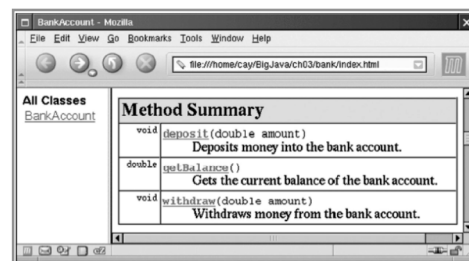 BankAccount - Mozilla
File Edit View Go Bookmarks Tools Window Help
file:///home/cay/BigJava/ch03/bank/index.html
All Classes
BankAccount
Method Summary
void deposit(double amount)
Deposits money into the bank account.
double getBalance()
Gets the current balance of the bank account.
void withdraw(double amount)
Withdraws money from the bank account.